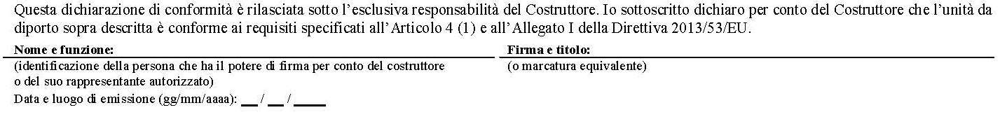 Questa dichiarazione di conformità è rilasciata sotto l'esclusiva responsabilità del Costruttore. Io sottoscritto dichiaro per conto del Costruttore che l'unità da
diporto sopra descritta è conforme ai requisiti specificati all'Articolo 4 (1) e all'Allegato I della Direttiva 2013/53/EU.
Nome e funzione: Firma e titolo:
(identificazione della persona che ha il potere di firma per conto del costruttore (o marcatura equivalente)
o del suo rappresentante autorizzato)
Data e luogo di emissione (gg/mm/aaaa): __ / __ / ____